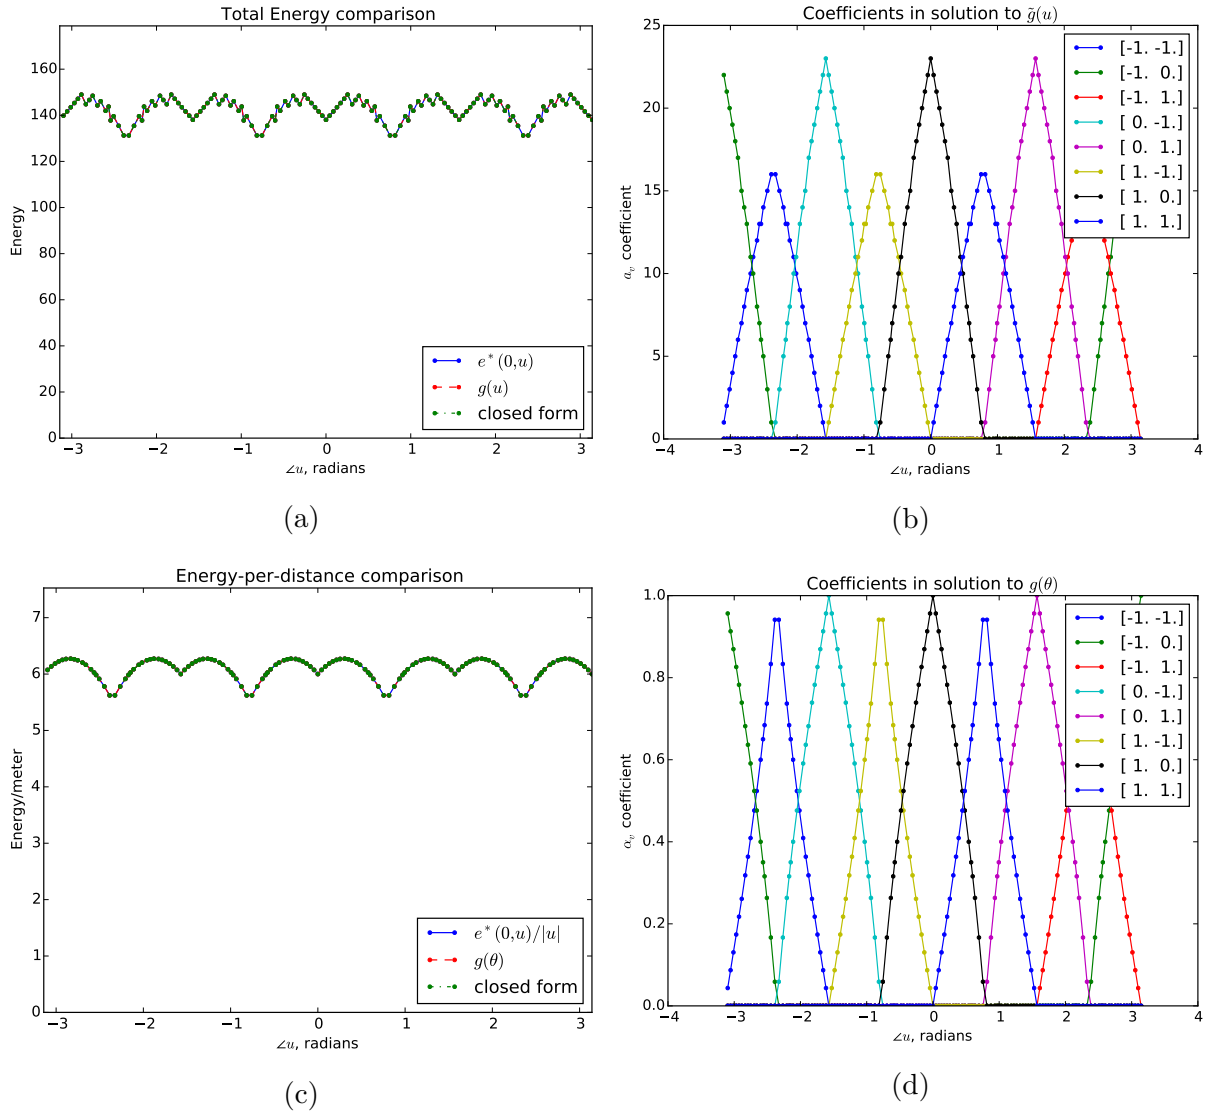 Total Energy comparison
160
140
120
100
80
60
40
20
0
Energy
−3 −2 −1 0 1 2 3
∠u, radians
e*(0,u)
g(u)
closed form
(a)
Coefficients in solution to g̃(u)
25
20
15
10
5
0
a_v coefficient
−4 −3 −2 −1 0 1 2 3 4
∠u, radians
[-1. -1.]
[-1. 0.]
[-1. 1.]
[ 0. -1.]
[ 0. 1.]
[ 1. -1.]
[ 1. 0.]
[ 1. 1.]
(b)
Energy-per-distance comparison
7
6
5
4
3
2
1
0
Energy/meter
−3 −2 −1 0 1 2 3
∠u, radians
e*(0,u)/|u|
g(θ)
closed form
(c)
Coefficients in solution to g(θ)
1.0
0.8
0.6
0.4
0.2
0.0
α_v coefficient
−4 −3 −2 −1 0 1 2 3 4
∠u, radians
[-1. -1.]
[-1. 0.]
[-1. 1.]
[ 0. -1.]
[ 0. 1.]
[ 1. -1.]
[ 1. 0.]
[ 1. 1.]
(d)